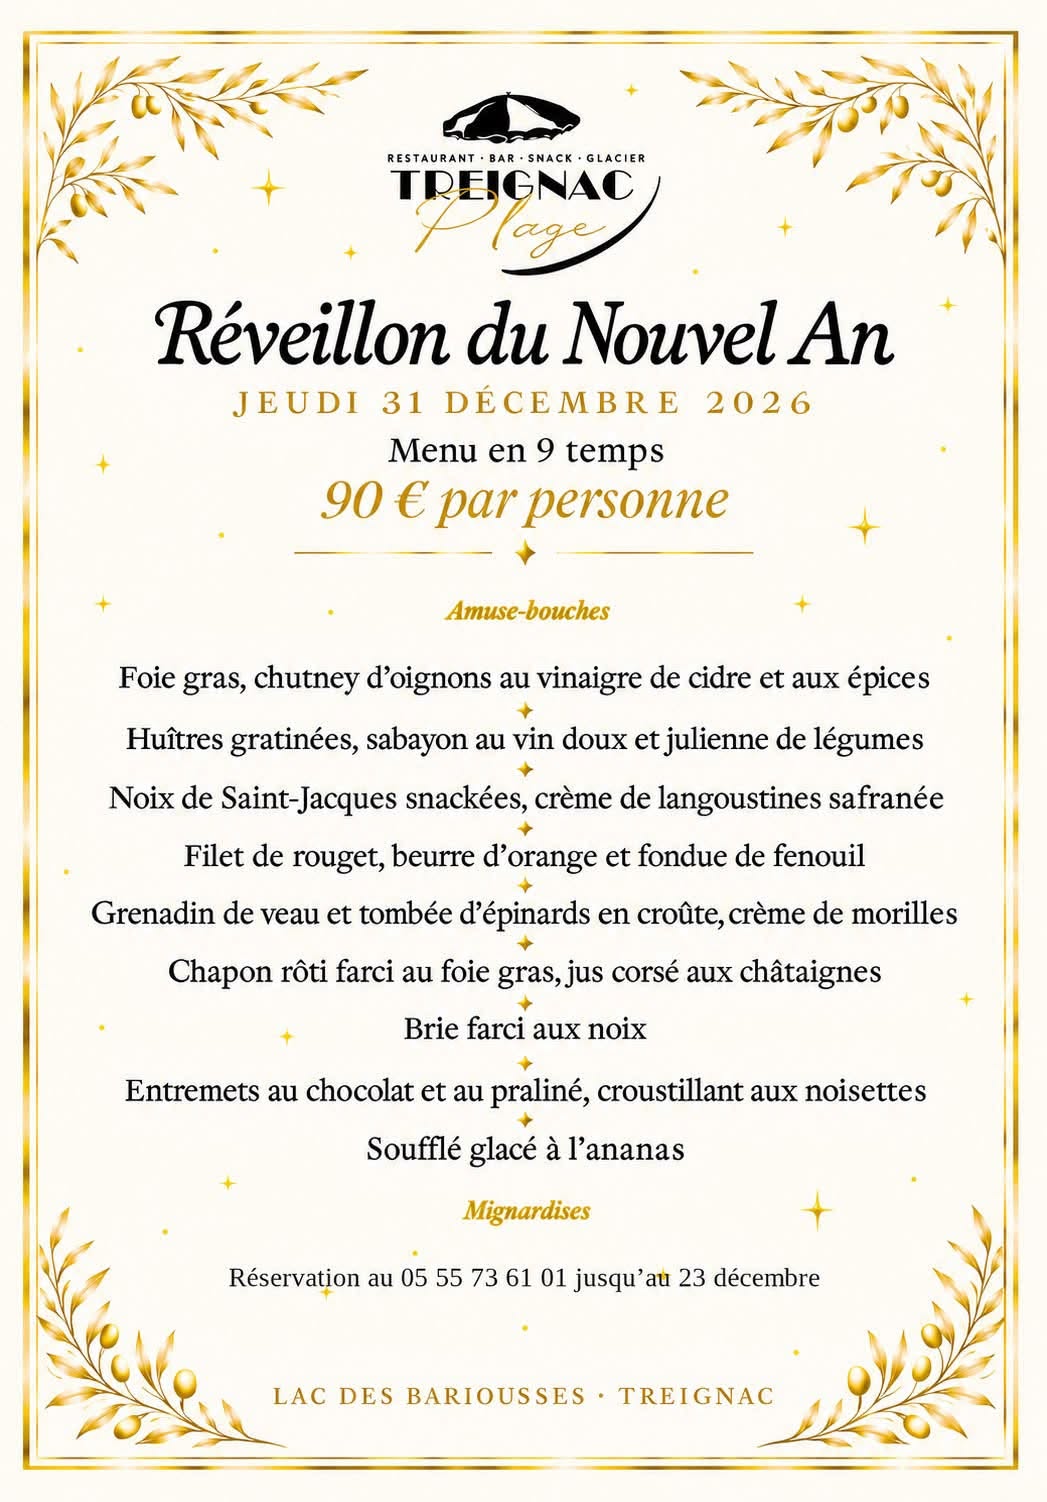 RESTAURANT · BAR · SNACK · GLACIER
TREIGNAC
Plage
Réveillon du Nouvel An
JEUDI 31 DÉCEMBRE 2026
Menu en 9 temps
90 € par personne
Amuse-bouches
Foie gras, chutney d’oignons au vinaigre de cidre et aux épices
Huîtres gratinées, sabayon au vin doux et julienne de légumes
Noix de Saint-Jacques snackées, crème de langoustines safranée
Filet de rouget, beurre d’orange et fondue de fenouil
Grenadin de veau et tombée d’épinards en croûte, crème de morilles
Chapon rôti farci au foie gras, jus corsé aux châtaignes
Brie farci aux noix
Entremets au chocolat et au praliné, croustillant aux noisettes
Soufflé glacé à l’ananas
Mignardises
Réservation au 05 55 73 61 01 jusqu’au 23 décembre
LAC DES BARIOUSSES · TREIGNAC